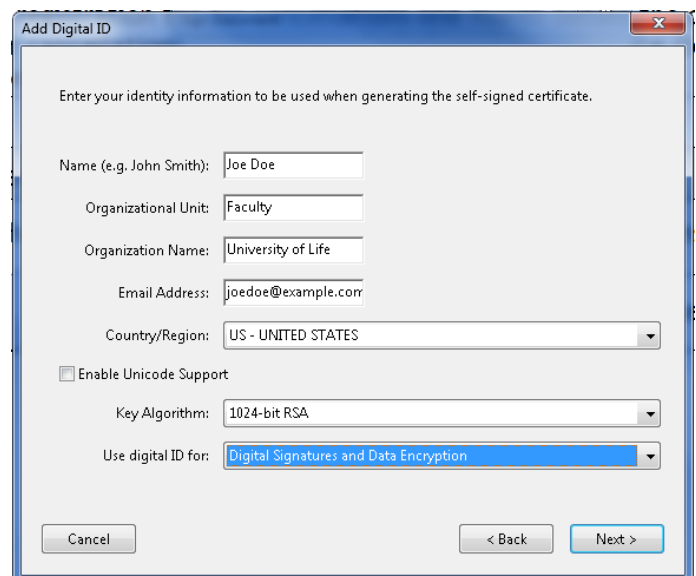 Add Digital ID
Enter your identity information to be used when generating the self-signed certificate.
Name (e.g. John Smith): Joe Doe
Organizational Unit: Faculty
Organization Name: University of Life
Email Address: joedoe@example.com
Country/Region: US - UNITED STATES
Enable Unicode Support
Key Algorithm: 1024-bit RSA
Use digital ID for: Digital Signatures and Data Encryption
Cancel < Back Next >